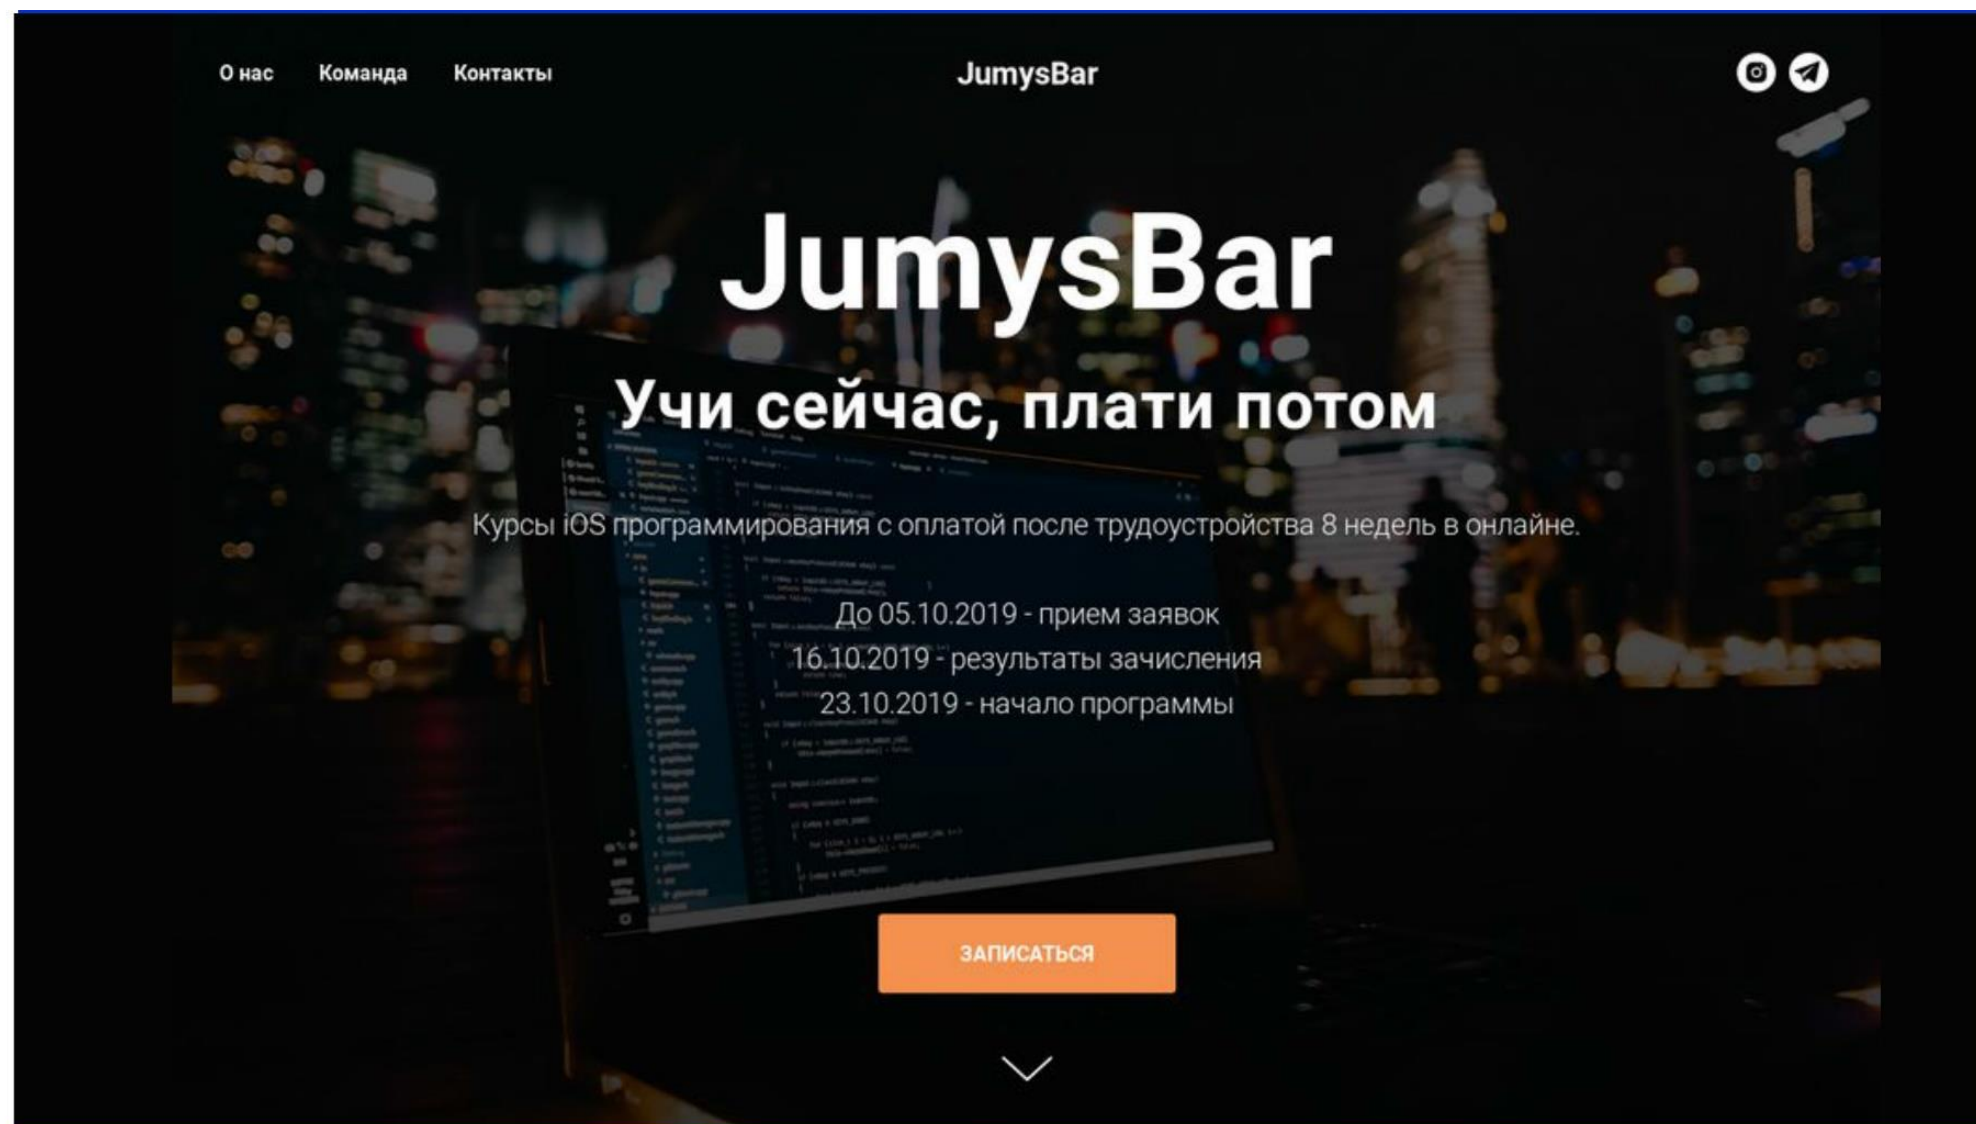 О нас Команда Контакты JumysBar
JumysBar
Учи сейчас, плати потом
Курсы iOS программирования с оплатой после трудоустройства 8 недель в онлайне.
До 05.10.2019 - прием заявок
16.10.2019 - результаты зачисления
23.10.2019 - начало программы
ЗАПИСАТЬСЯ